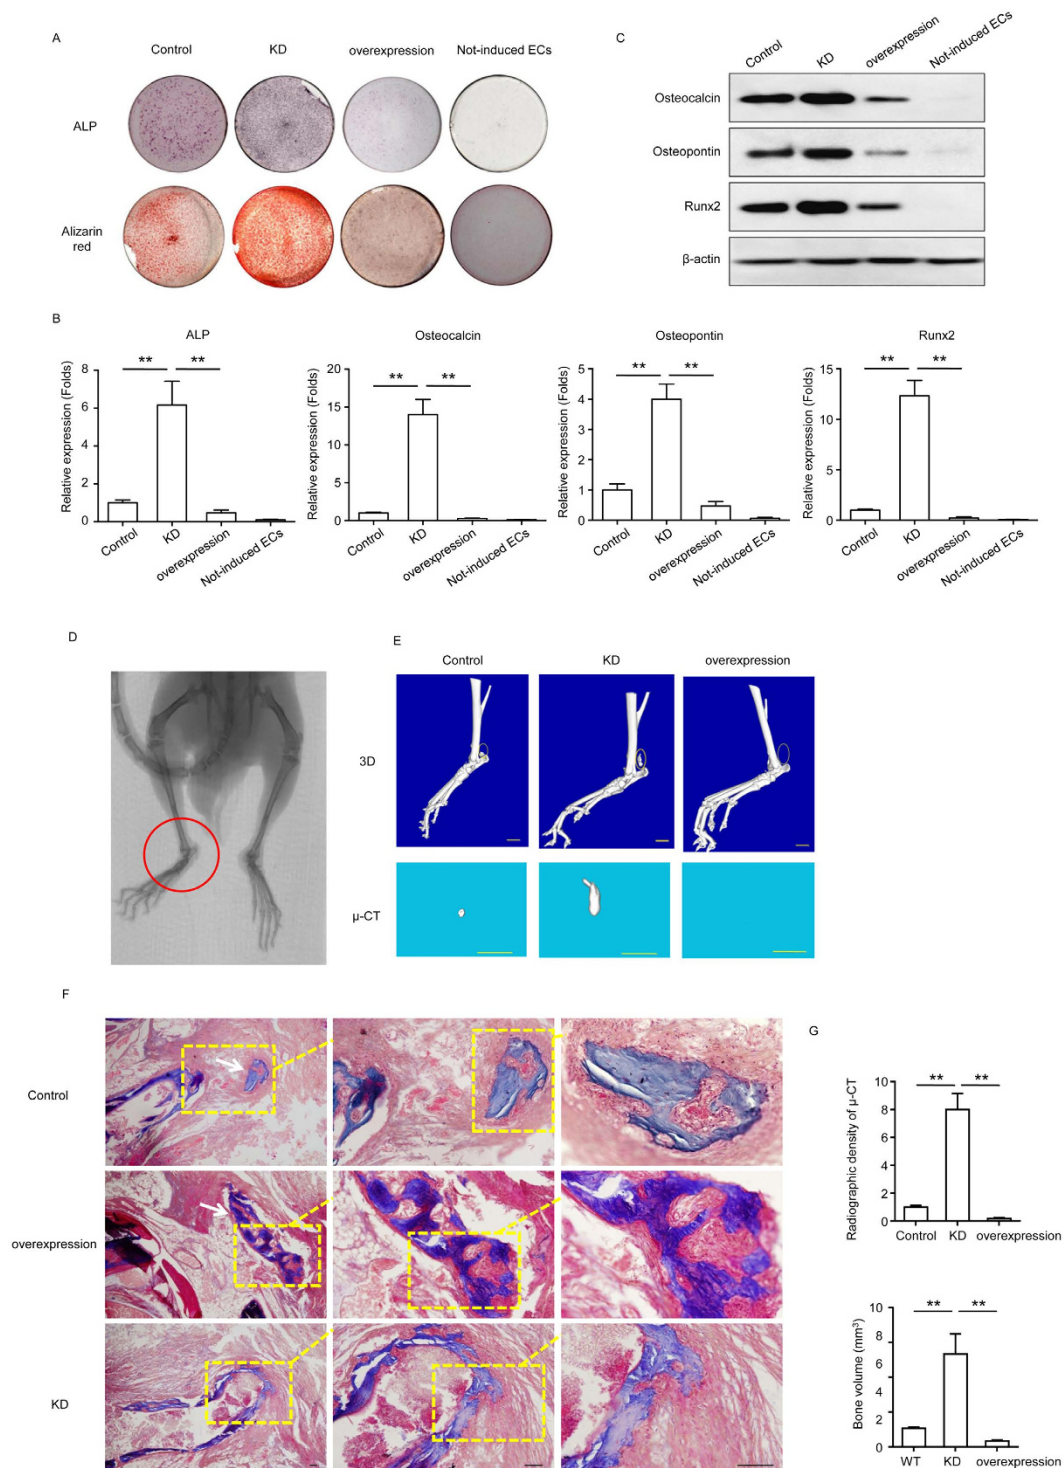 A
Control KD overexpression Not-induced ECs
ALP
Alizarin
red
C
Control KD overexpression Not-induced ECs
Osteocalcin
Osteopontin
Runx2
β-actin
B
ALP
Relative expression (Folds)
8
6
4
2
0
** **
Control KD overexpression Not-induced ECs
Osteocalcin
Relative expression (Folds)
20
15
10
5
0
** **
Control KD overexpression Not-induced ECs
Osteopontin
Relative expression (Folds)
5
4
3
2
1
0
** **
Control KD overexpression Not-induced ECs
Runx2
Relative expression (Folds)
15
10
5
0
** **
Control KD overexpression Not-induced ECs
D
E
Control KD overexpression
3D
μ-CT
F
Control
overexpression
KD
G
Radiographic density of μ-CT
10
8
6
4
2
0
** **
Control KD overexpression
Bone volume (mm³)
10
8
6
4
2
0
** **
WT KD overexpression